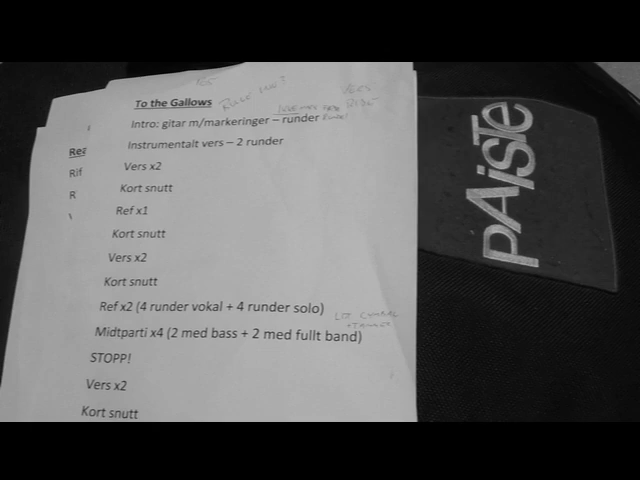 To the Gallows
Intro: gitar m/markeringer – runder
Instrumentalt vers – 2 runder
Vers x2
Kort snutt
Ref x1
Kort snutt
Vers x2
Kort snutt
Ref x2 (4 runder vokal + 4 runder solo)
Midtparti x4 (2 med bass + 2 med fullt band)
STOPP!
Vers x2
Kort snutt
PAiSTe